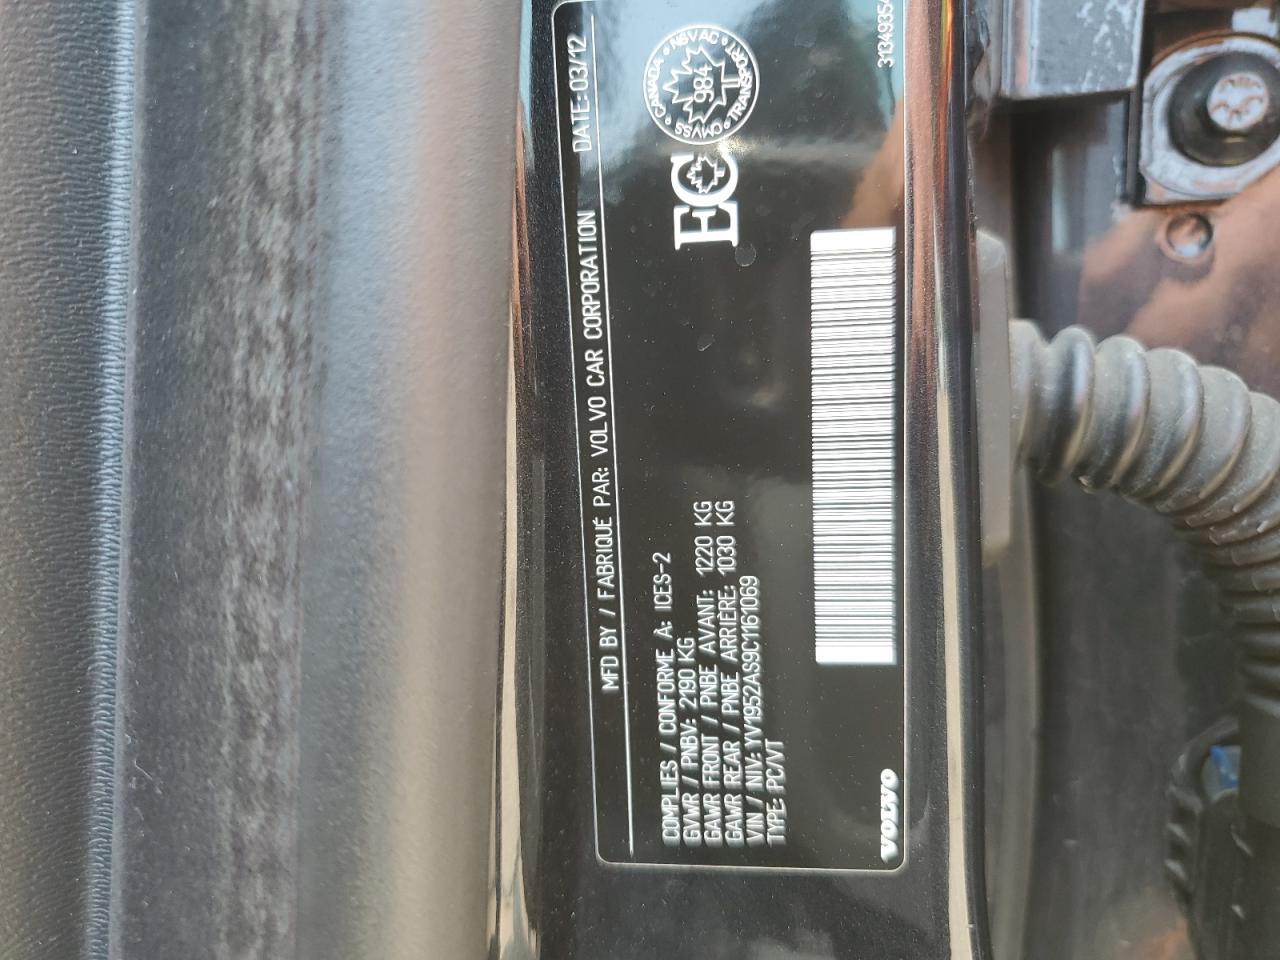 MFD BY / FABRIQUÉ PAR: VOLVO CAR CORPORATION DATE: 03/12
COMPLIES / CONFORME À: ICES-2
GVWR / PNBV: 2190 KG
GAWR FRONT / PNBE AVANT: 1220 KG
GAWR REAR / PNBE ARRIÈRE: 1030 KG
VIN / NIV: YV1952AS9C1161069
TYPE: PC/VT
EC
CANADA • NSVAC • TRANSPORT • CMVSS •
984
VOLVO